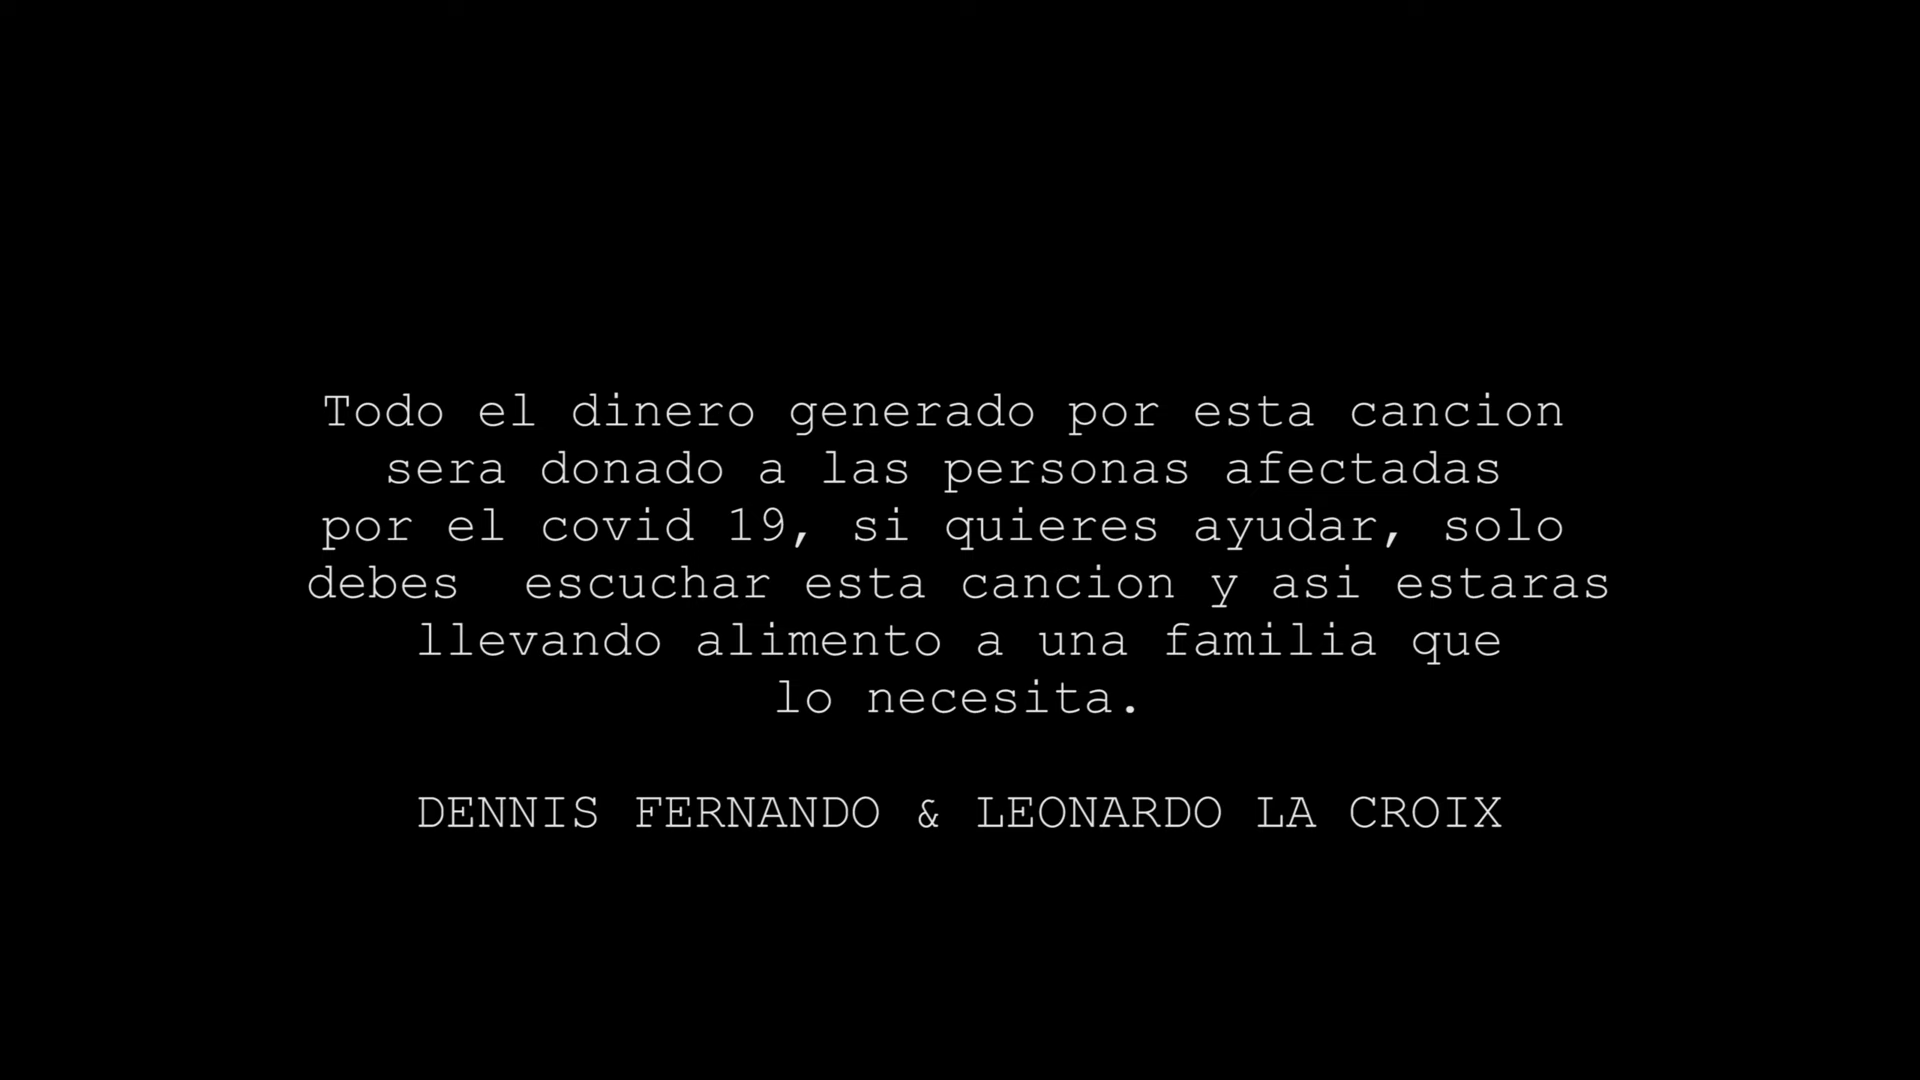 Todo el dinero generado por esta cancion
sera donado a las personas afectadas
por el covid 19, si quieres ayudar, solo
debes  escuchar esta cancion y asi estaras
llevando alimento a una familia que
lo necesita.
DENNIS FERNANDO & LEONARDO LA CROIX